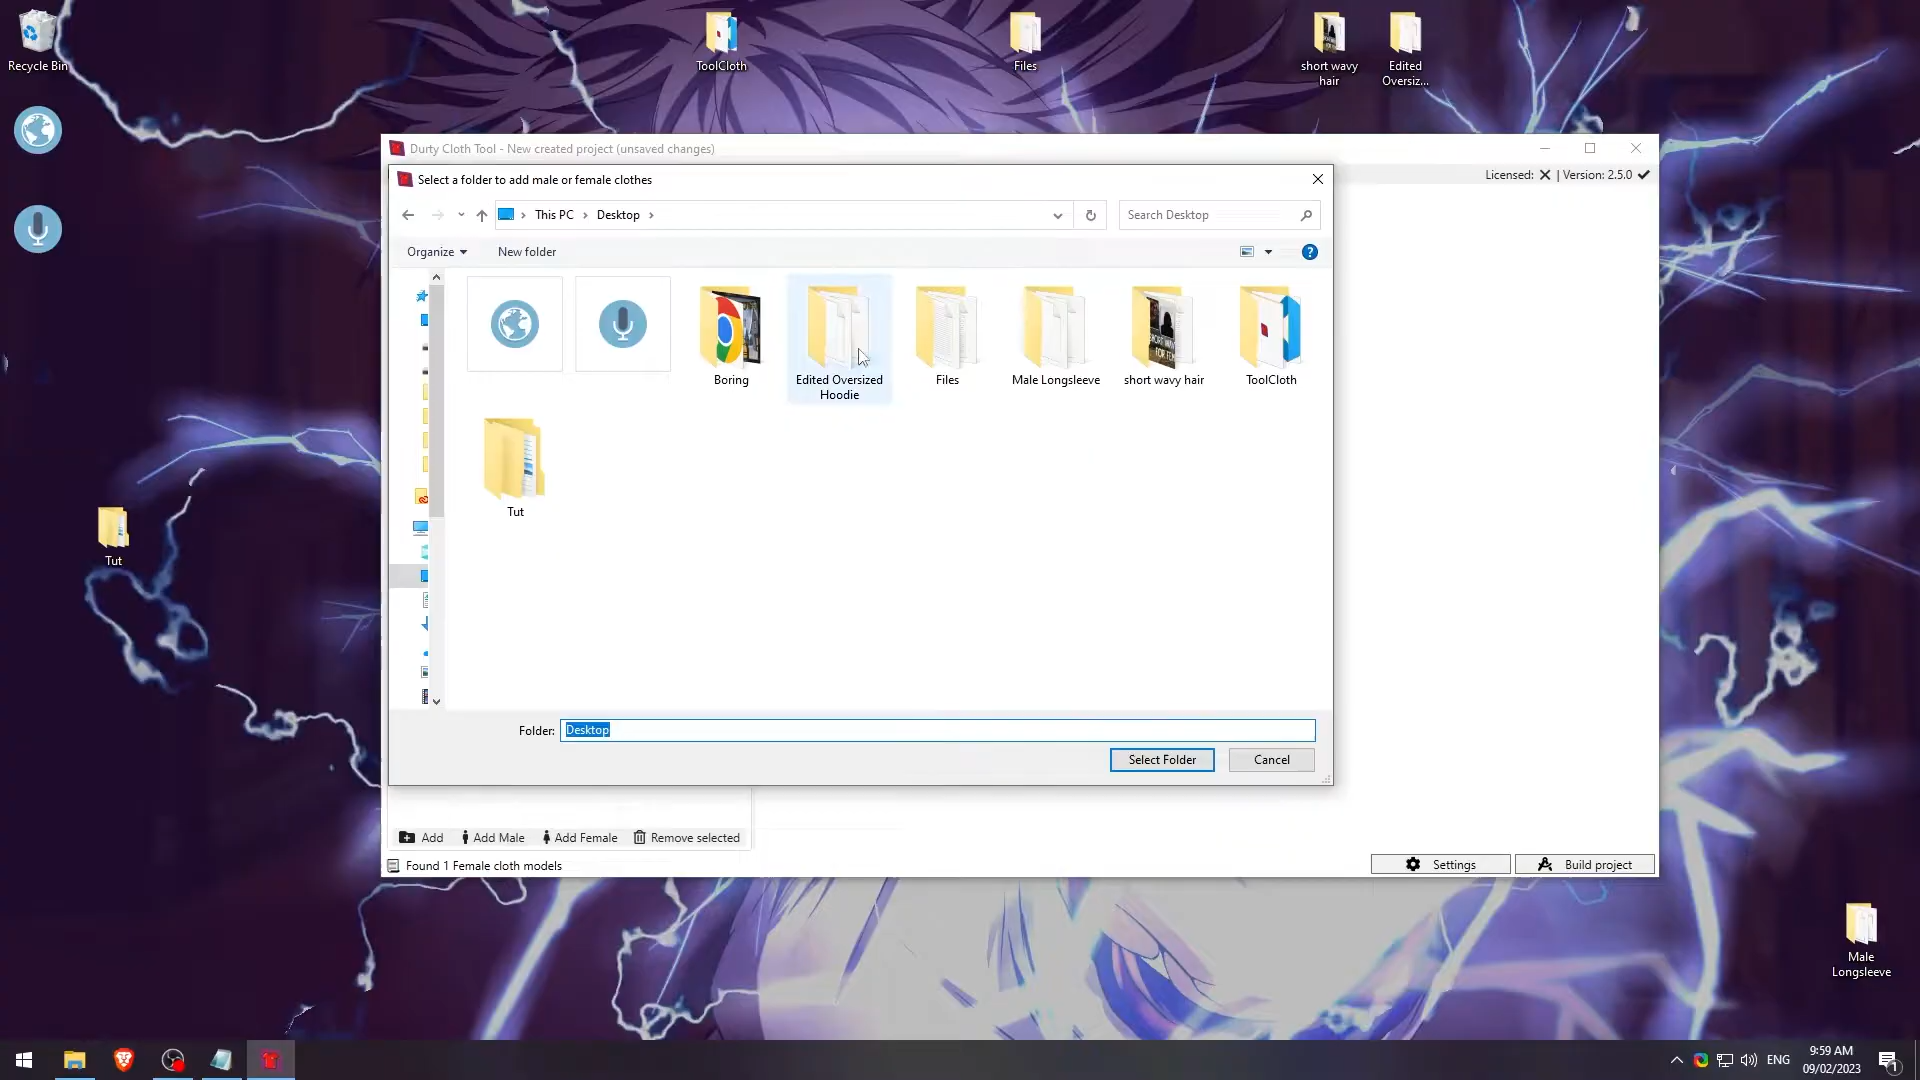 Recycle Bin
ToolCloth
Files
short wavy
hair
Edited
Oversiz...
Durty Cloth Tool - New created project (unsaved changes)
Licensed: | Version: 2.5.0
Select a folder to add male or female clothes
This PC
Desktop
Search Desktop
Organize
New folder
Boring
Edited Oversized
Hoodie
Files
Male Longsleeve
short wavy hair
ToolCloth
Tut
Tut
Folder:
Desktop
Select Folder
Cancel
Add
Add Male
Add Female
Remove selected
Found 1 Female cloth models
Settings
Build project
Male
Longsleeve
ENG
9:59 AM
09/02/2023
1